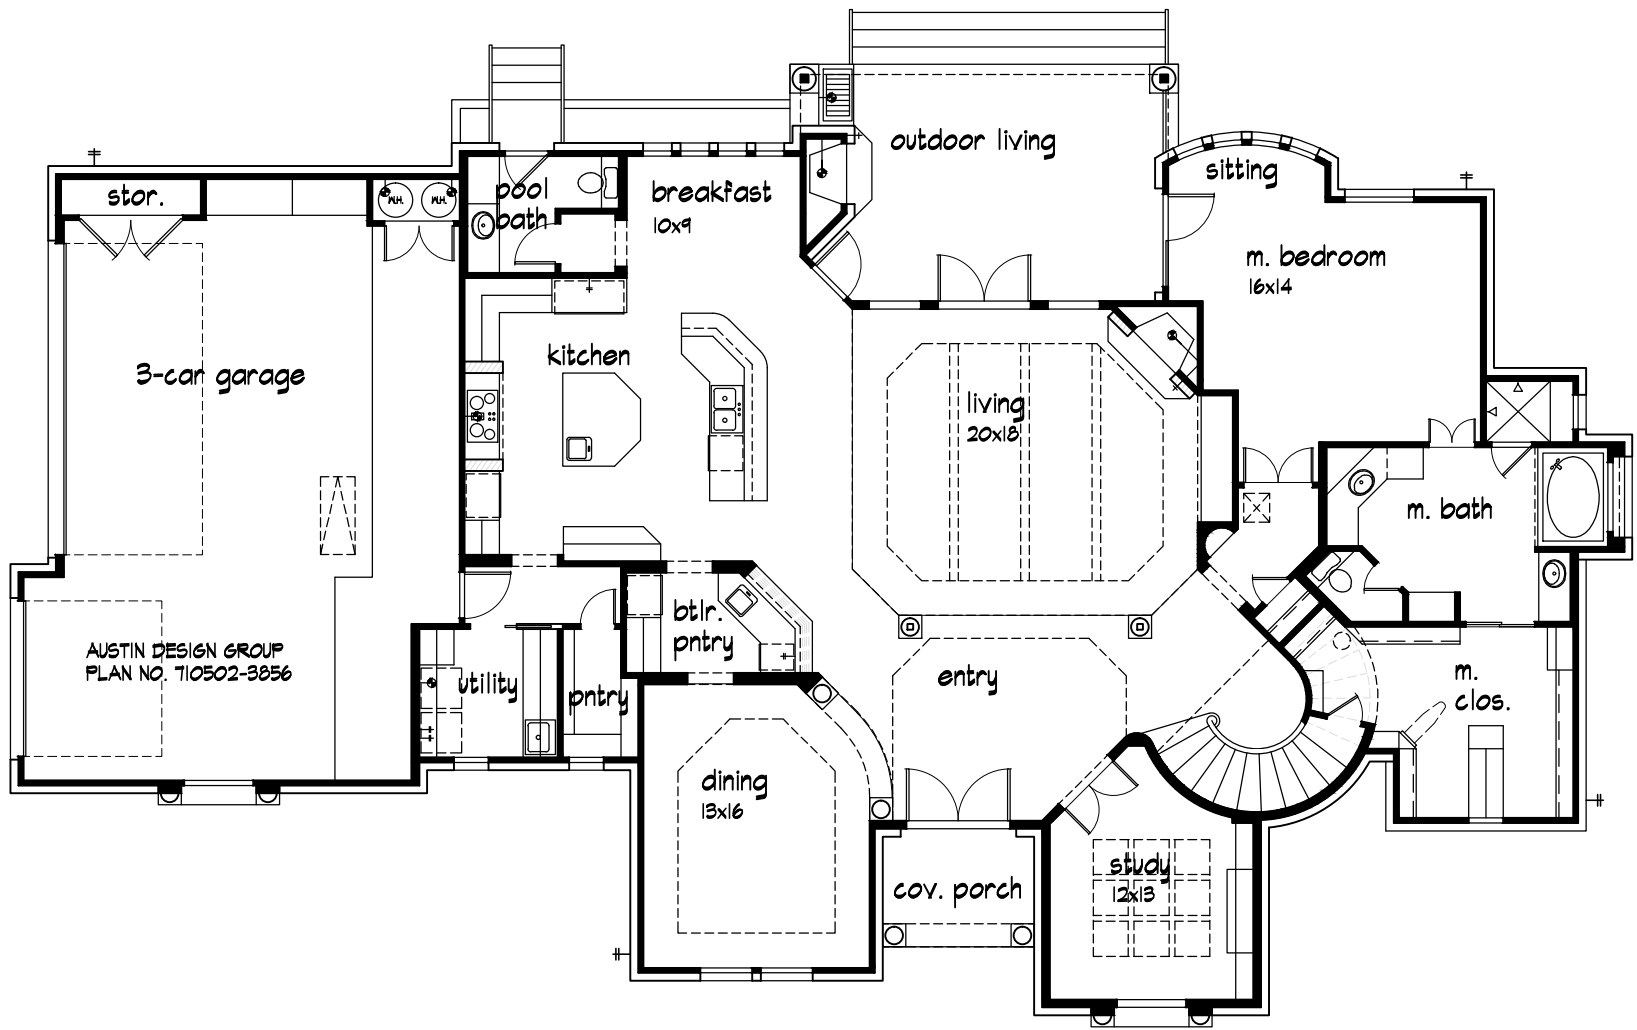 outdoor living
sitting
stor.
W.H.
W.H.
pool
bath
breakfast
10x9
m. bedroom
16x14
kitchen
3-car garage
living
20x18
m. bath
btlr.
pntry
AUSTIN DESIGN GROUP
PLAN NO. 710502-3856
utility
pntry
entry
m.
clos.
dining
13x16
study
12x13
cov. porch